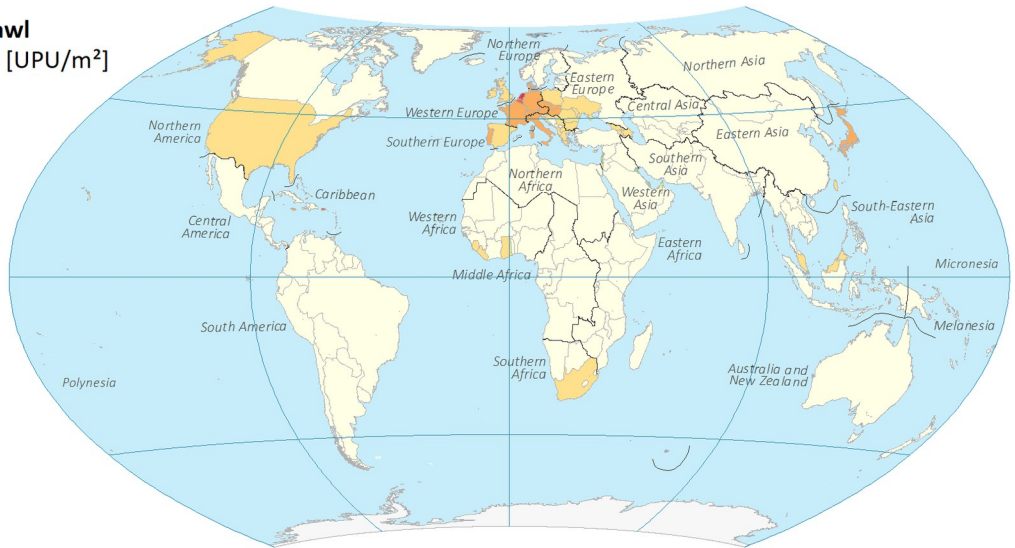 awl
[UPU/m²]
Northern
Europe
Northern Asia
Eastern
Europe
Central Asia
Western Europe
Northern
America
Eastern Asia
Southern Europe
Southern
Asia
Northern
Africa
Caribbean
Western
Asia
Western
Africa
Central
America
South-Eastern
Asia
Eastern
Africa
Middle Africa
Micronesia
South America
Melanesia
Southern
Africa
Australia and
New Zealand
Polynesia